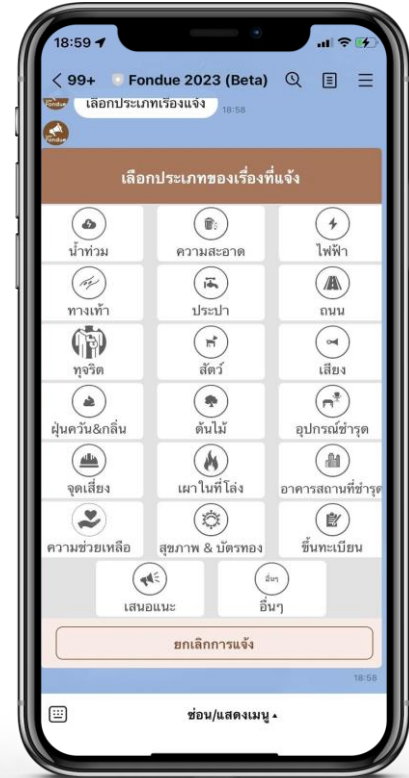 18:59
99+ Fondue 2023 (Beta)
เลือกประเภทเรื่องแจ้ง
18:58
Fondue
เลือกประเภทของเรื่องที่แจ้ง
น้ำท่วม ความสะอาด ไฟฟ้า
ทางเท้า ประปา ถนน
ทุจริต สัตว์ เสียง
ฝุ่นควัน&กลิ่น ต้นไม้ อุปกรณ์ชำรุด
จุดเสี่ยง เผาในที่โล่ง อาคารสถานที่ชำรุด
ความช่วยเหลือ สุขภาพ & บัตรทอง ขึ้นทะเบียน
อื่นๆ
เสนอแนะ อื่นๆ
ยกเลิกการแจ้ง
18:58
ซ่อน/แสดงเมนู